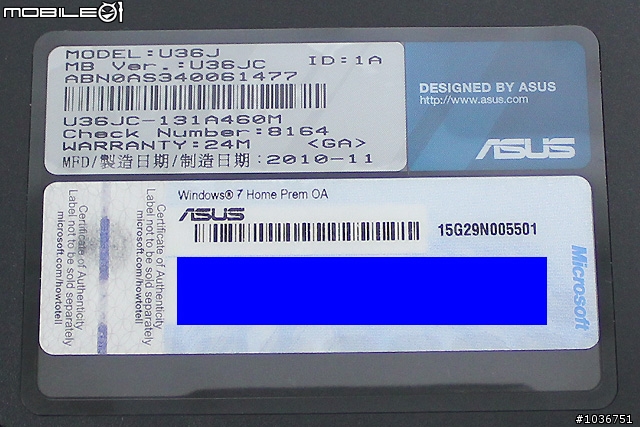 MOBILE01
MODEL:U36J
MB Ver.:U36JC ID:1A
ABN0AS340061477
U36JC-131A460M
Check Number:8164
WARRANTY:24M <GA>
MFD/製造日期/制造日期:2010-11
DESIGNED BY ASUS
http://www.asus.com
ASUS
Certificate of Authenticity
Label not to be sold separately
microsoft.com/howtotell
Certificate of Authenticity
Label not to be sold separately
microsoft.com/howtotell
Windows® 7 Home Prem OA
ASUS
15G29N005501
Microsoft
#1036751